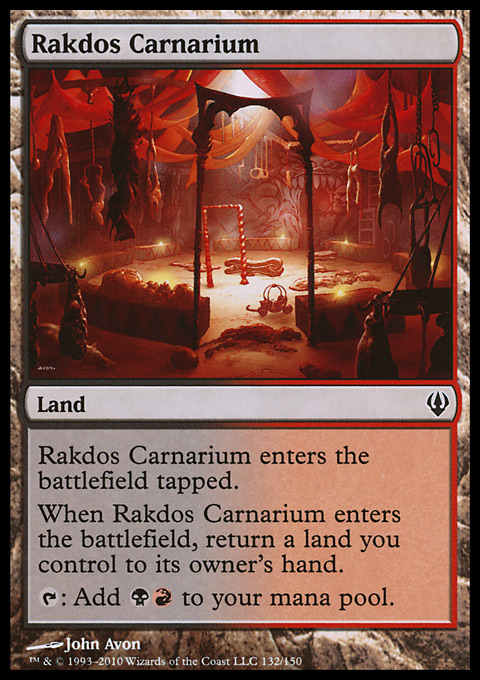 Rakdos Carnarium
-AVON-
Land
Rakdos Carnarium enters the
battlefield tapped.
When Rakdos Carnarium enters
the battlefield, return a land you
control to its owner's hand.
: Add to your mana pool.
John Avon
™ & © 1993–2010 Wizards of the Coast LLC 132/150